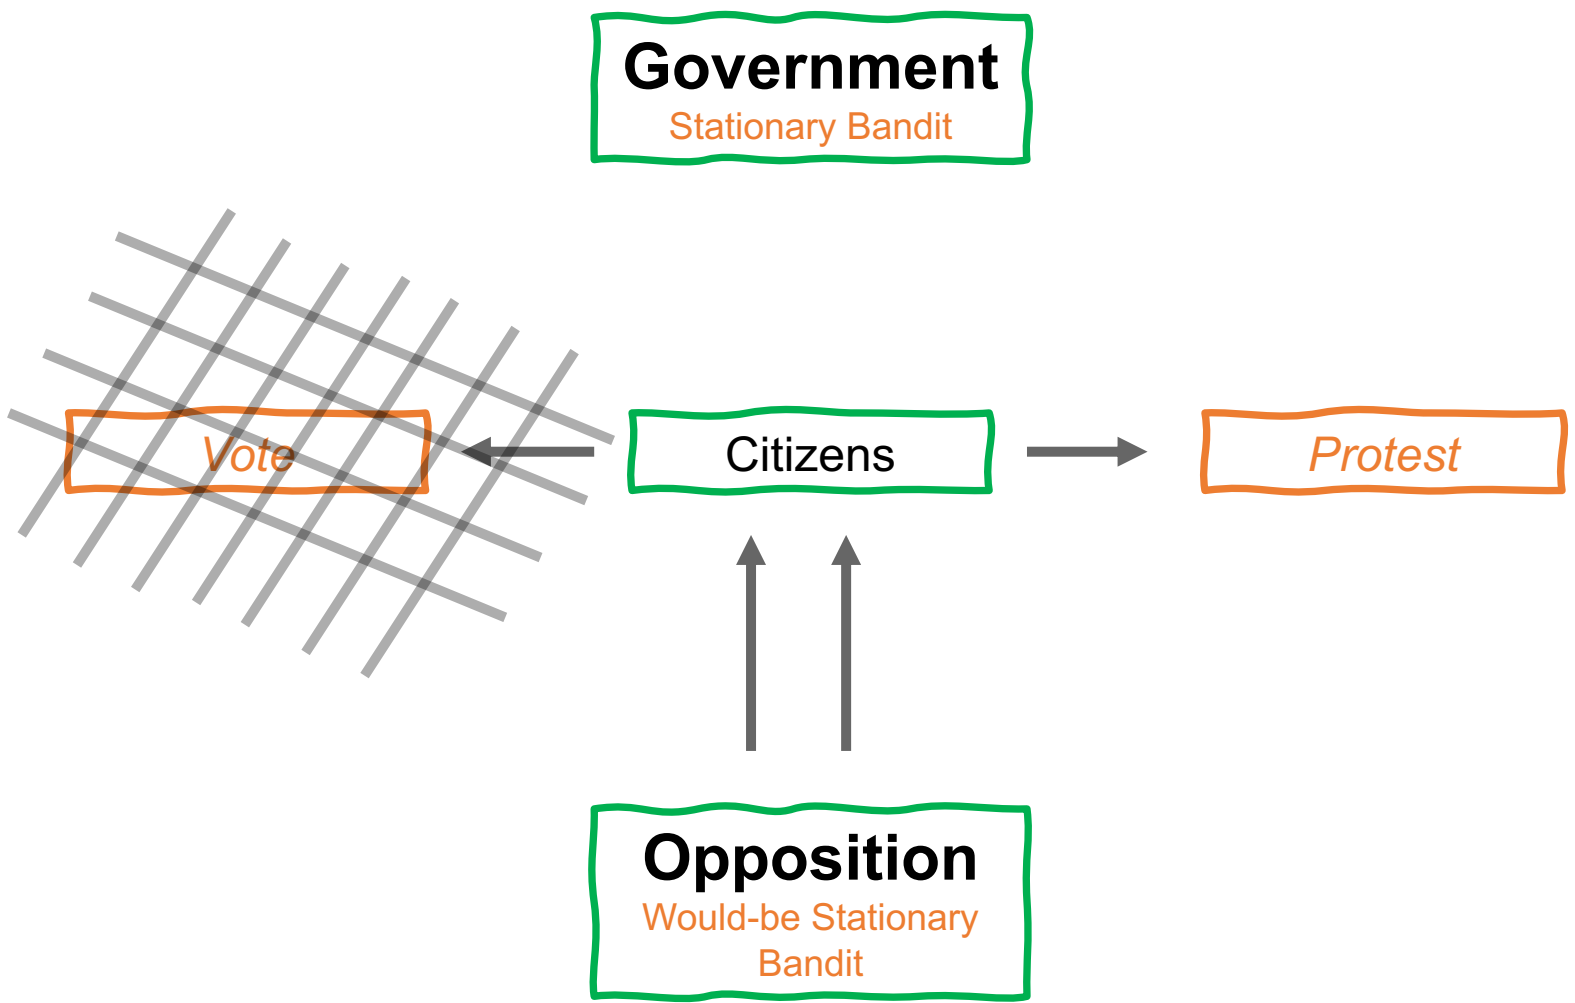 Government
Stationary Bandit
Vote
Citizens
Protest
Opposition
Would-be Stationary
Bandit